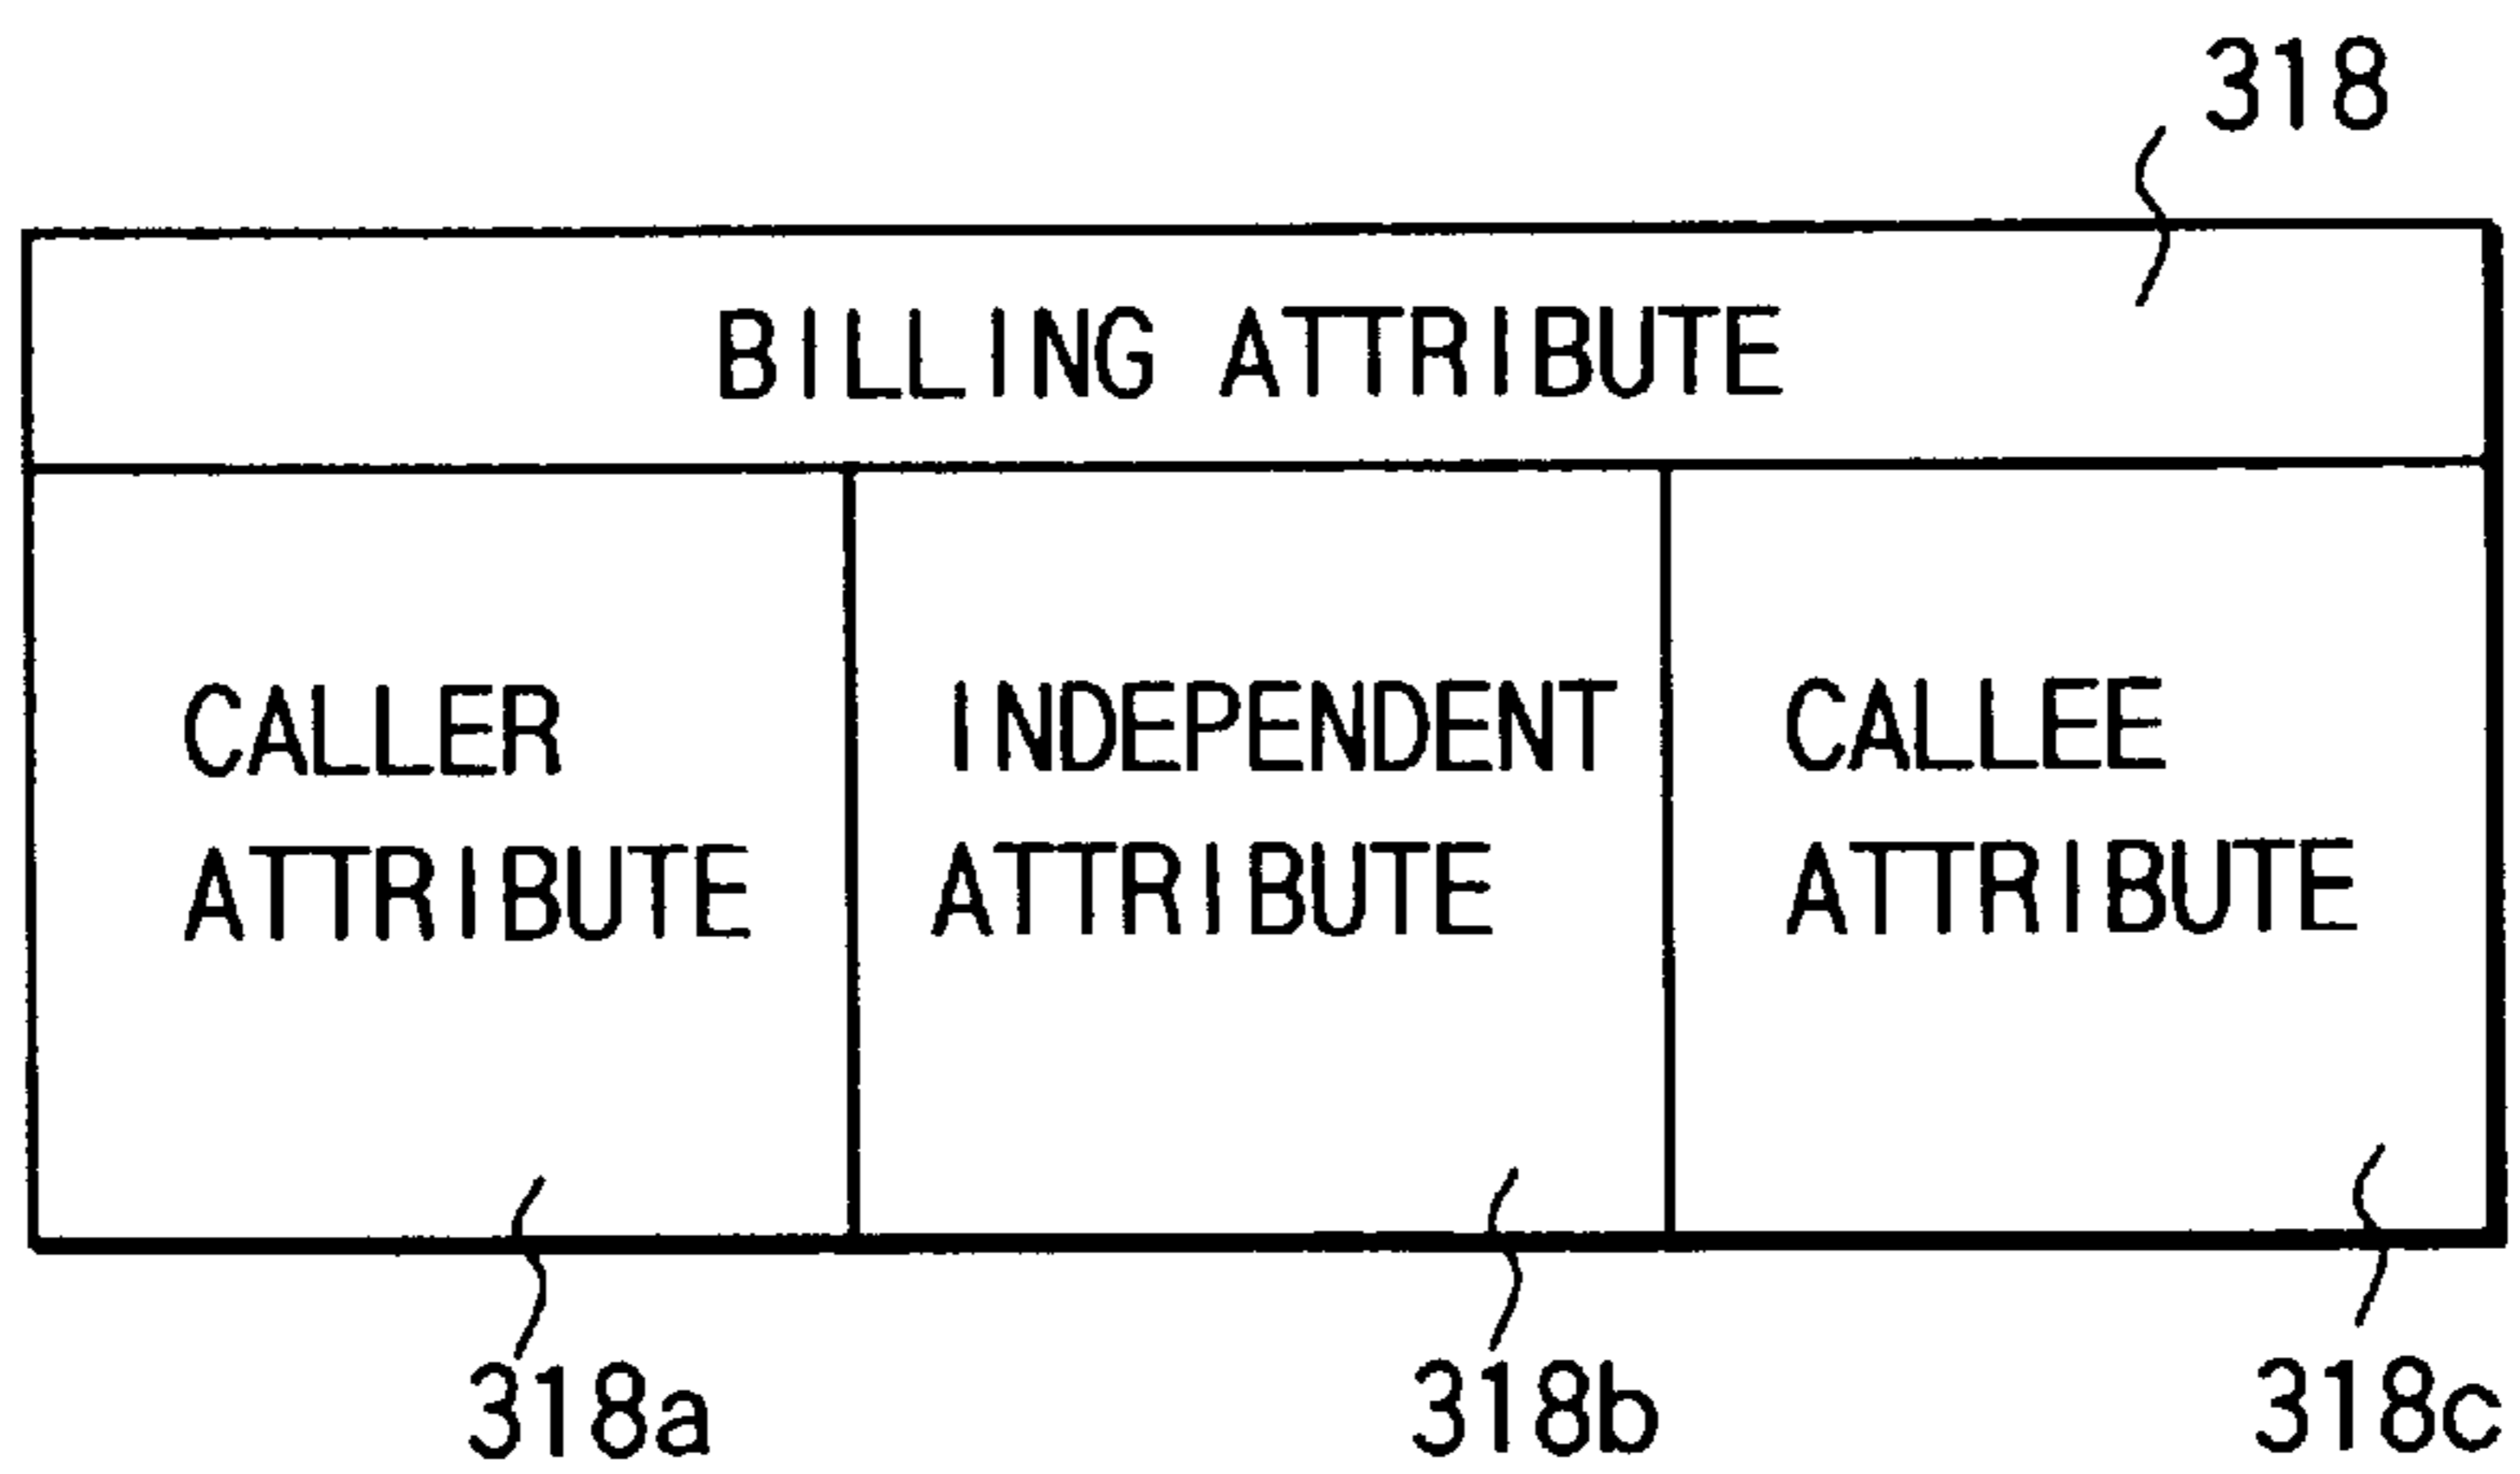 318
BILLING ATTRIBUTE
CALLER
ATTRIBUTE
INDEPENDENT
ATTRIBUTE
CALLEE
ATTRIBUTE
318a
318b
318c